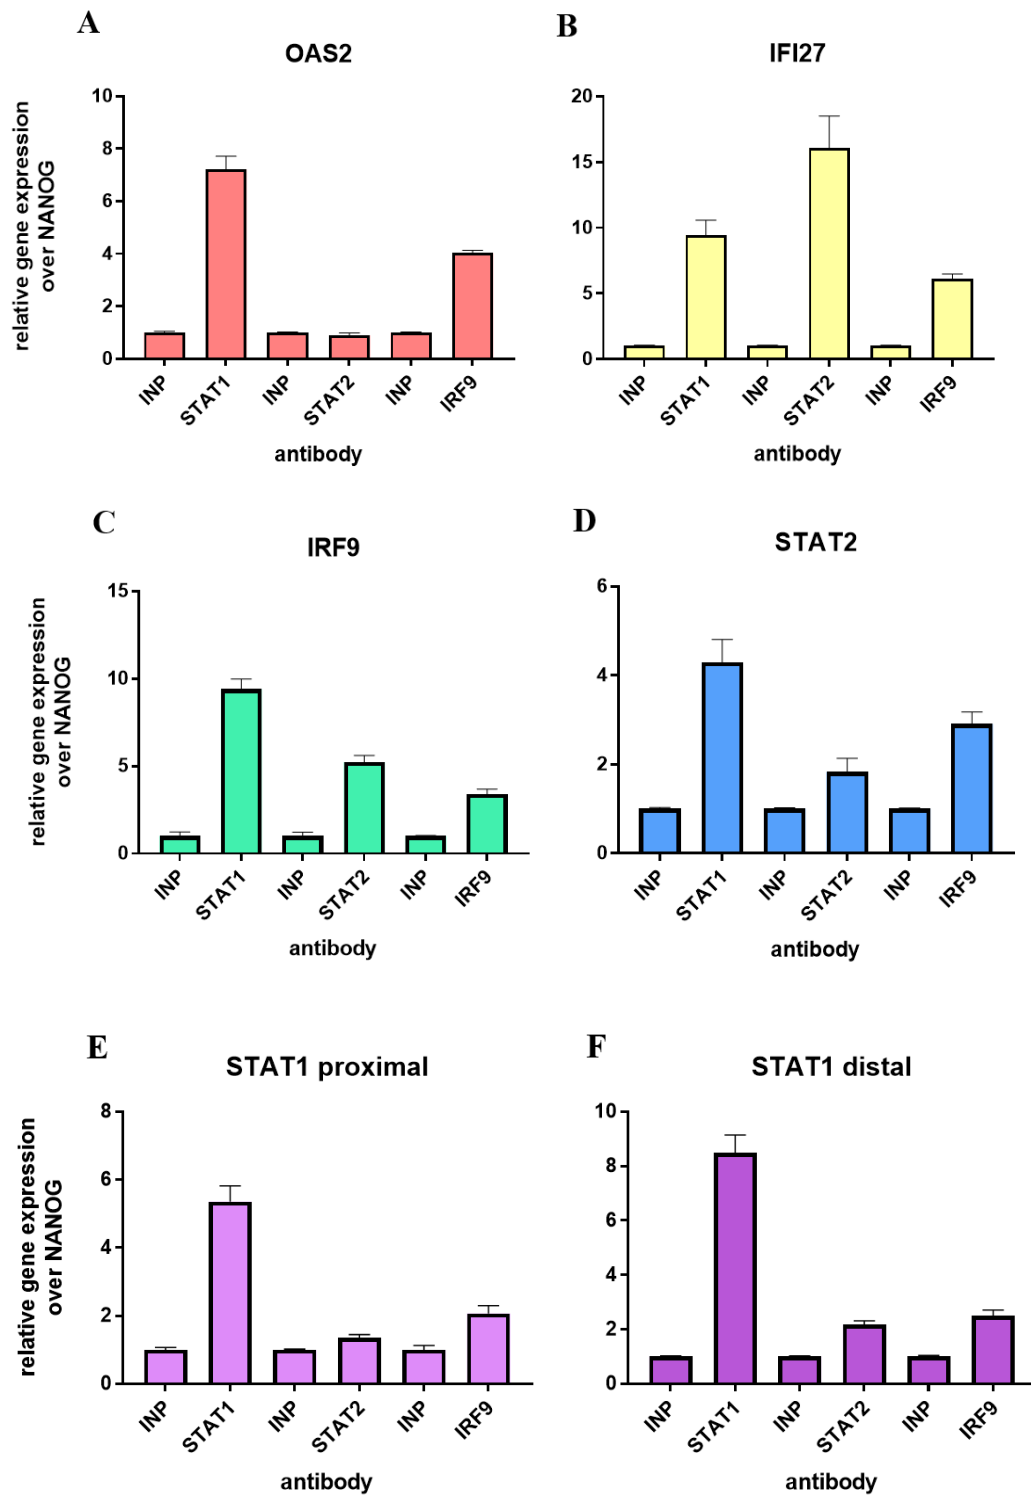 A
OAS2
relative gene expression
over NANOG
10
8
6
4
2
0
INP
STAT1
INP
STAT2
INP
IRF9
antibody
B
IFI27
20
15
10
5
0
INP
STAT1
INP
STAT2
INP
IRF9
antibody
C
IRF9
relative gene expression
over NANOG
15
10
5
0
INP
STAT1
INP
STAT2
INP
IRF9
antibody
D
STAT2
6
4
2
0
INP
STAT1
INP
STAT2
INP
IRF9
antibody
E
STAT1 proximal
relative gene expression
over NANOG
8
6
4
2
0
INP
STAT1
INP
STAT2
INP
IRF9
antibody
F
STAT1 distal
10
8
6
4
2
0
INP
STAT1
INP
STAT2
INP
IRF9
antibody